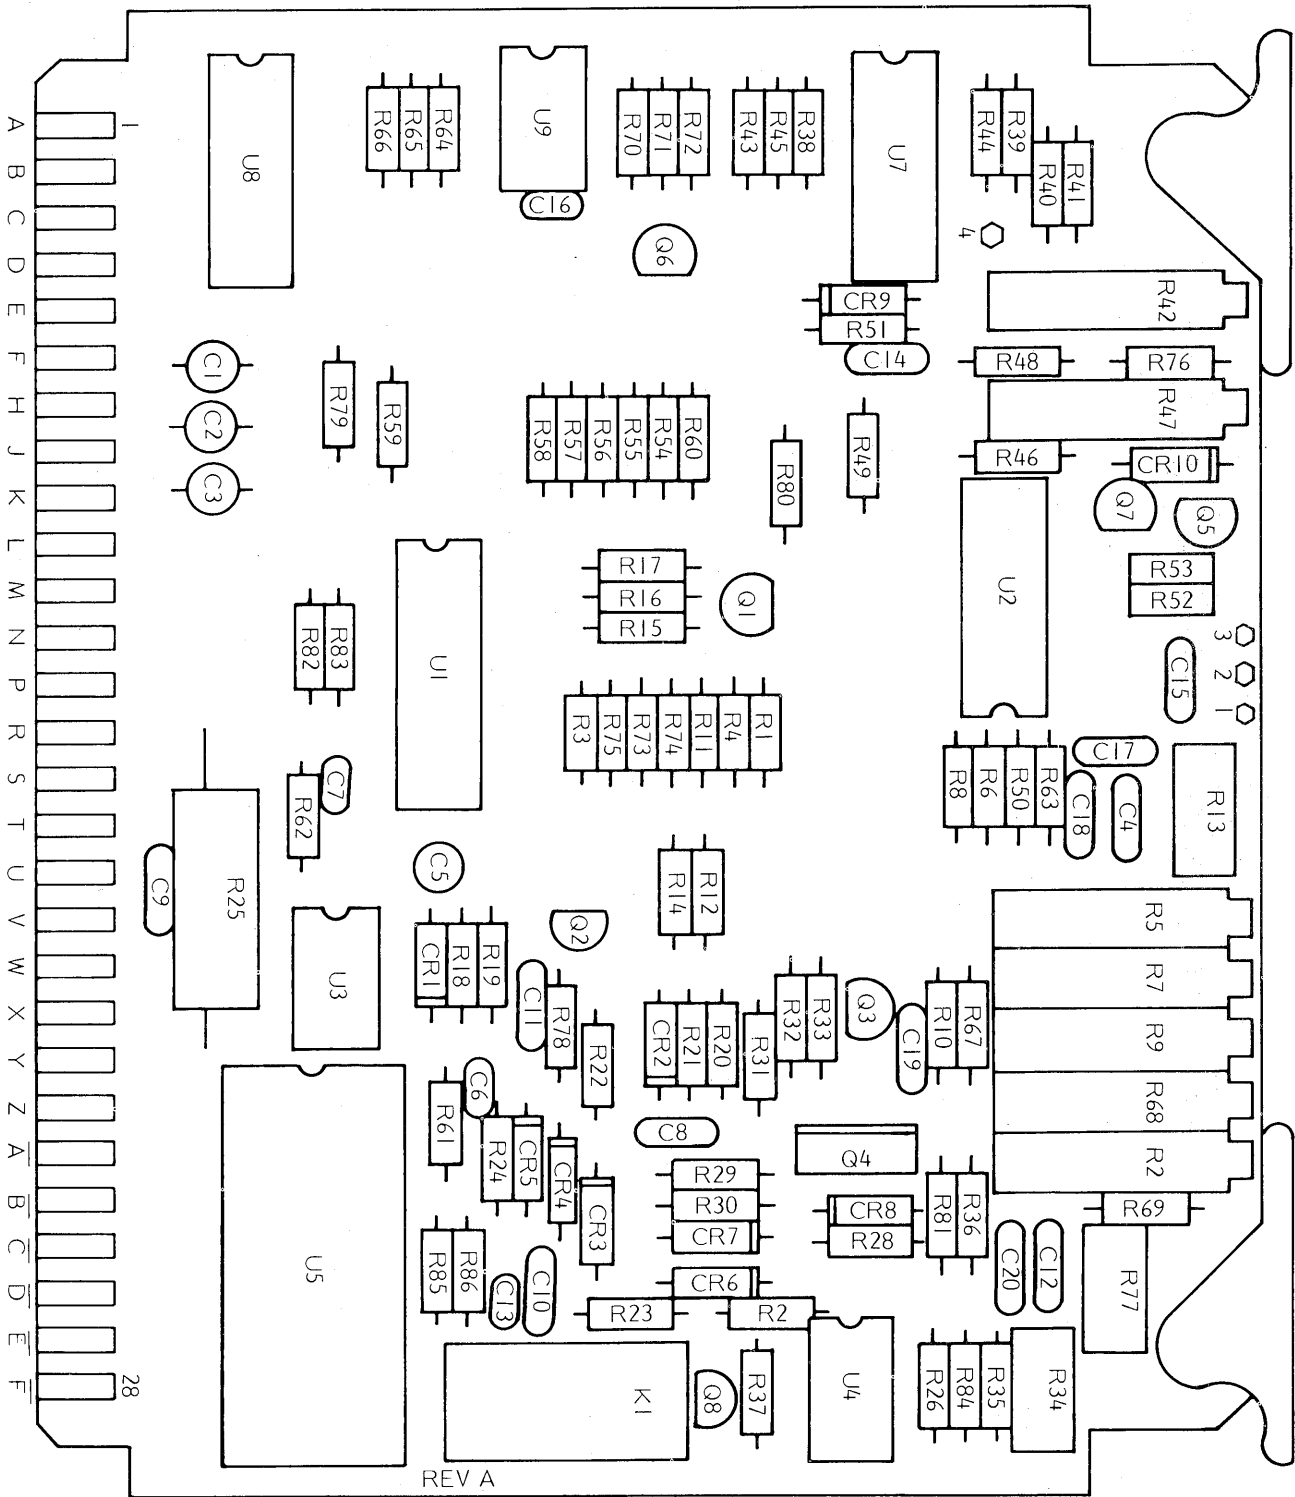 A
1
B
C
D
E
F
H
J
K
L
M
N
P
R
S
T
U
V
W
X
Y
Z
A
B
C
D
E
F
28
U8
R66
R65
R64
U9
C16
R70
R71
R72
R43
R45
R38
U7
R44
R39
R40
R41
4
Q6
CR9
R51
C14
R42
R48
R76
R47
R46
CR10
C1
C2
C3
R79
R59
R58
R57
R56
R55
R54
R60
R80
R49
Q7
Q5
U2
R53
R52
R17
R16
R15
Q1
3
2
1
C15
U1
R82
R83
R3
R75
R73
R74
R11
R4
R1
R8
R6
R50
R63
C17
C18
C4
R13
C7
R62
C9
R25
C5
R14
R12
U3
CR1
R18
R19
Q2
C11
R78
R22
CR2
R21
R20
R31
R32
R33
Q3
C19
R10
R67
R5
R7
R9
R68
R2
R61
C6
R24
CR5
CR4
CR3
C8
R29
R30
CR7
Q4
CR8
R28
R81
R36
R69
C20
C12
R77
U5
R85
R86
C13
C10
CR6
R23
R2
K1
Q8
R37
U4
R26
R84
R35
R34
REV A